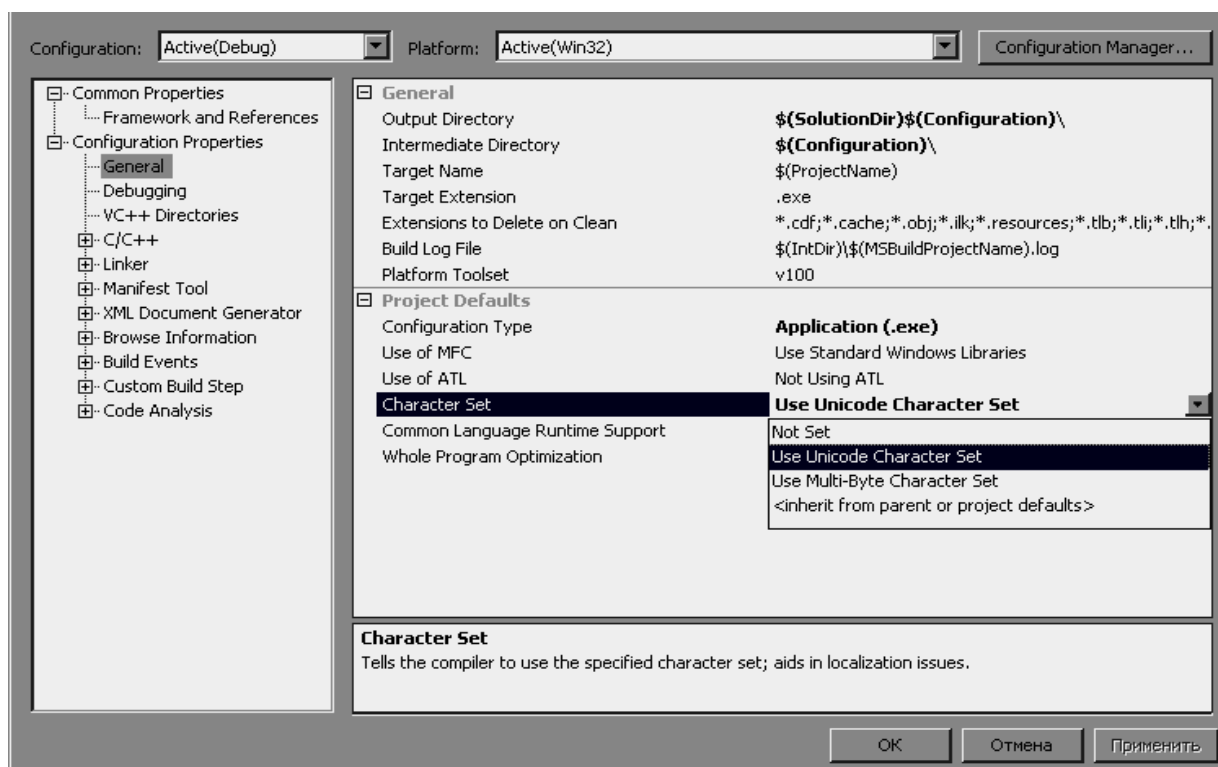 Configuration: Active(Debug) Platform: Active(Win32) Configuration Manager...
Common Properties
Framework and References
Configuration Properties
General
Debugging
VC++ Directories
C/C++
Linker
Manifest Tool
XML Document Generator
Browse Information
Build Events
Custom Build Step
Code Analysis
General
Output Directory $(SolutionDir)$(Configuration)\
Intermediate Directory $(Configuration)\
Target Name $(ProjectName)
Target Extension .exe
Extensions to Delete on Clean *.cdf;*.cache;*.obj;*.ilk;*.resources;*.tlb;*.tli;*.tlh;*.
Build Log File $(IntDir)\$(MSBuildProjectName).log
Platform Toolset v100
Project Defaults
Configuration Type Application (.exe)
Use of MFC Use Standard Windows Libraries
Use of ATL Not Using ATL
Character Set Use Unicode Character Set
Common Language Runtime Support Not Set
Whole Program Optimization Use Unicode Character Set
Use Multi-Byte Character Set
<inherit from parent or project defaults>
Character Set
Tells the compiler to use the specified character set; aids in localization issues.
OK Отмена Применить